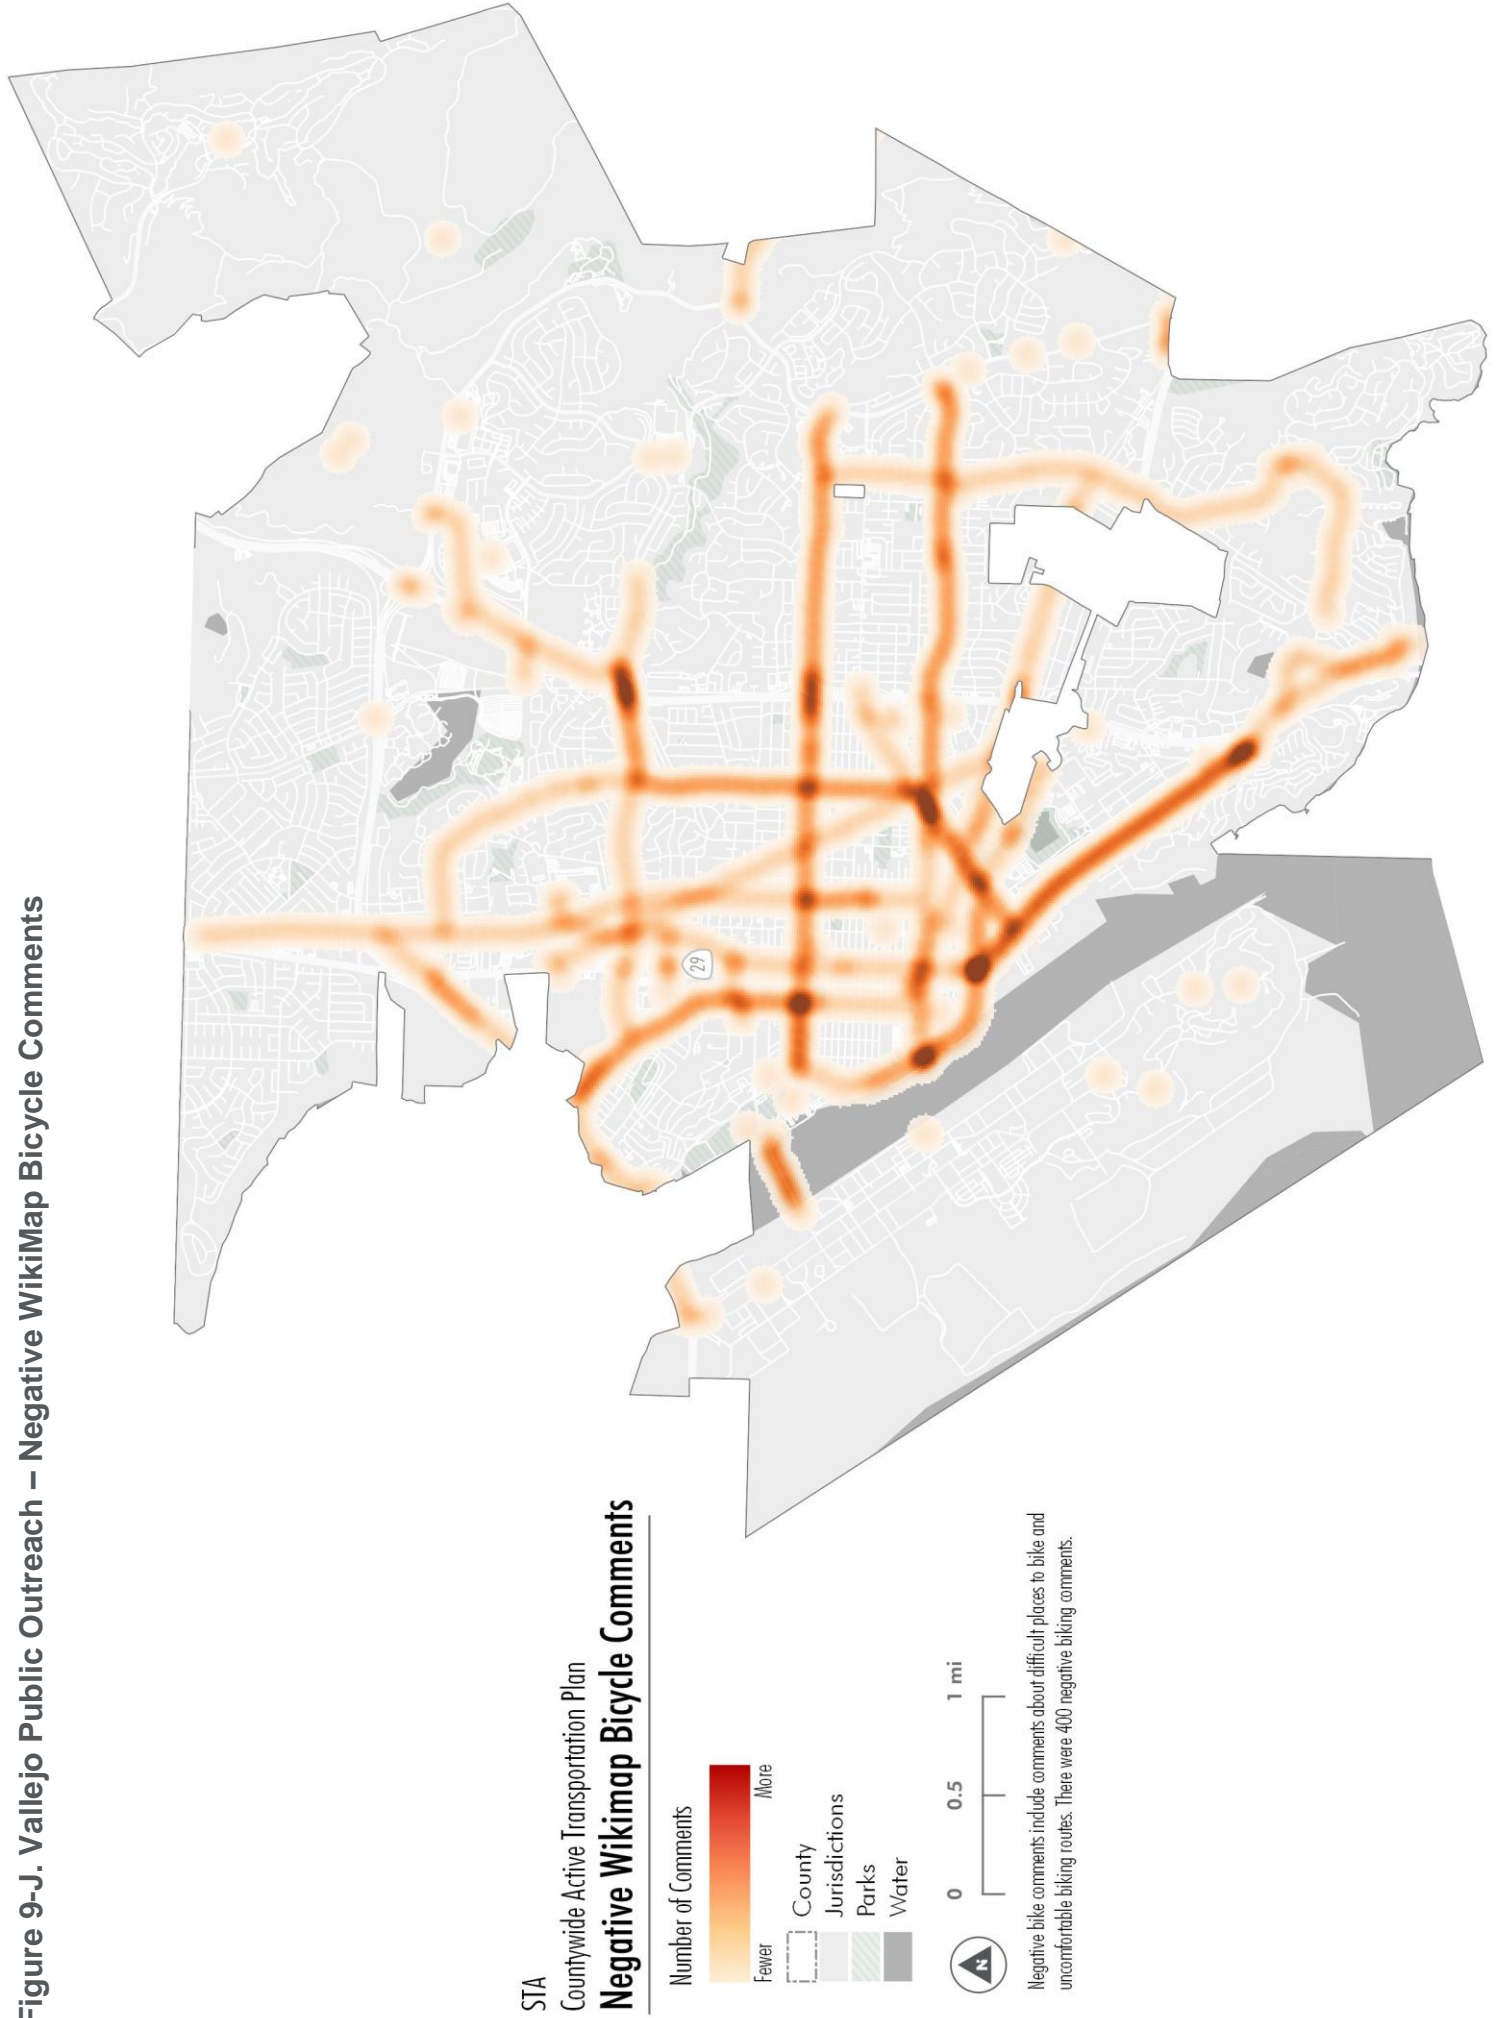 Figure 9-J. Vallejo Public Outreach – Negative WikiMap Bicycle Comments
STA
Countywide Active Transportation Plan
Negative Wikimap Bicycle Comments
Number of Comments
Fewer
More
County
Jurisdictions
Parks
Water
N
0
0.5
1 mi
Negative bike comments include comments about difficult places to bike and
uncomfortable biking routes. There were 400 negative biking comments.
29